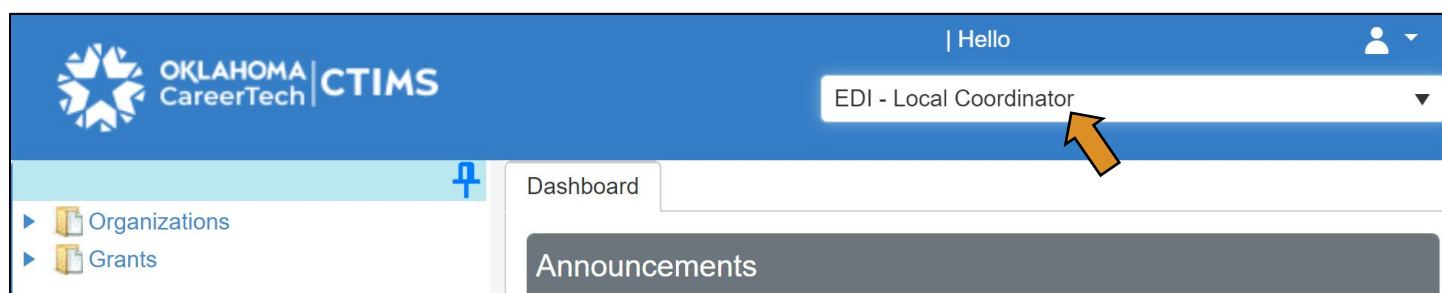 | Hello
OKLAHOMA
CareerTech
CTIMS
EDI - Local Coordinator
Dashboard
Organizations
Grants
Announcements